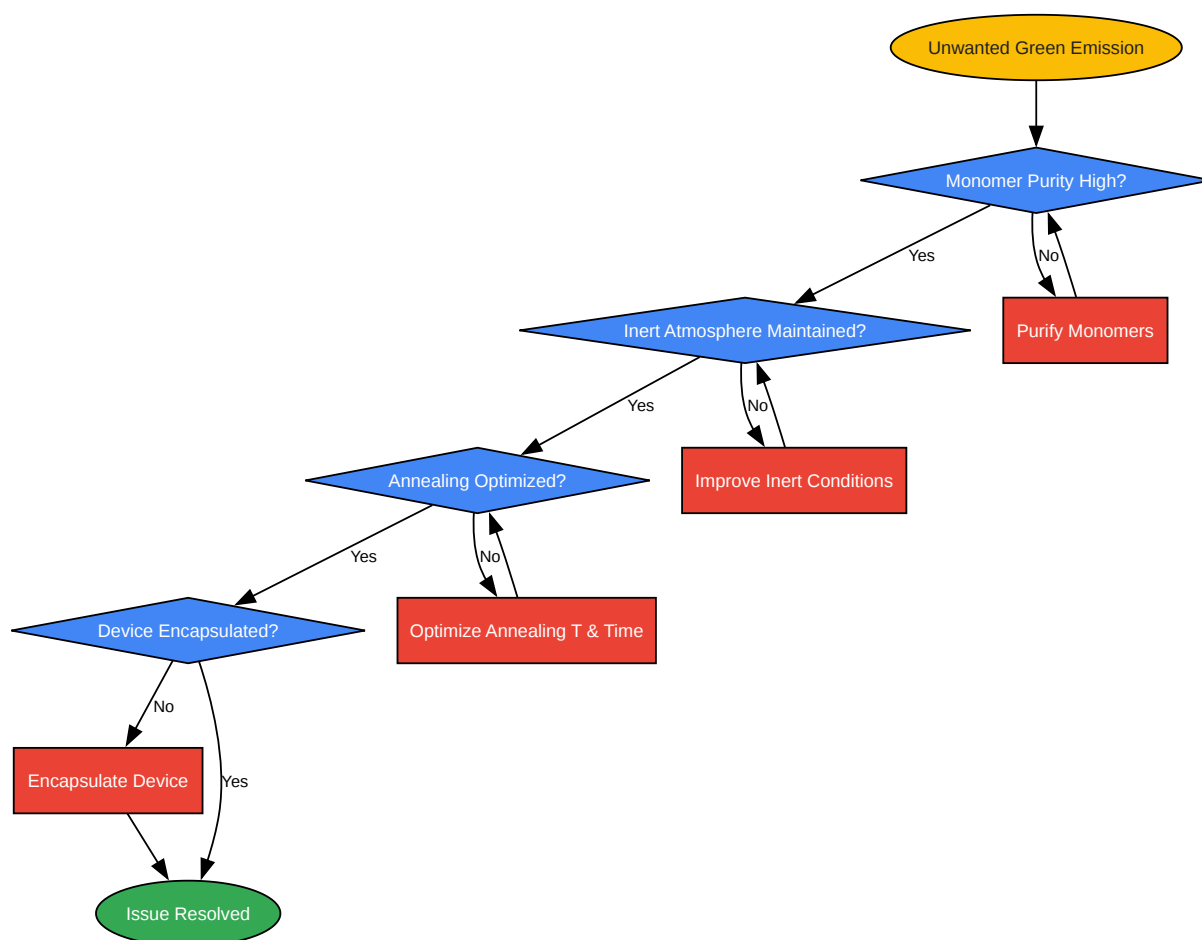 Unwanted Green Emission
Monomer Purity High?
Yes
No
Inert Atmosphere Maintained?
Purify Monomers
Yes
No
Annealing Optimized?
Improve Inert Conditions
Yes
No
Device Encapsulated?
Optimize Annealing T & Time
No
Encapsulate Device
Yes
Issue Resolved